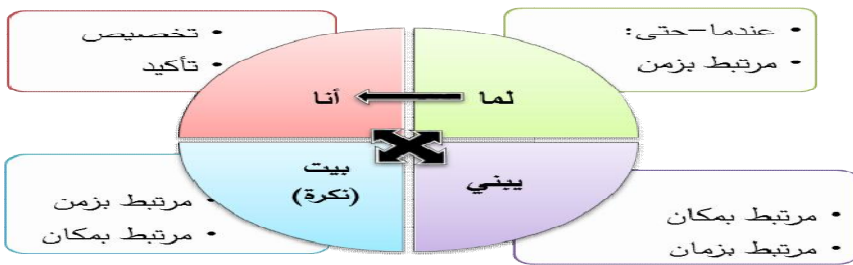 • عندما-حتى:
• مرتبط بزمن
• تخصيص
• تأكيد
لما
أنا
يبني
بيت
(نكرة)
• مرتبط بمكان
• مرتبط بزمان
• مرتبط بزمن
• مرتبط بمكان